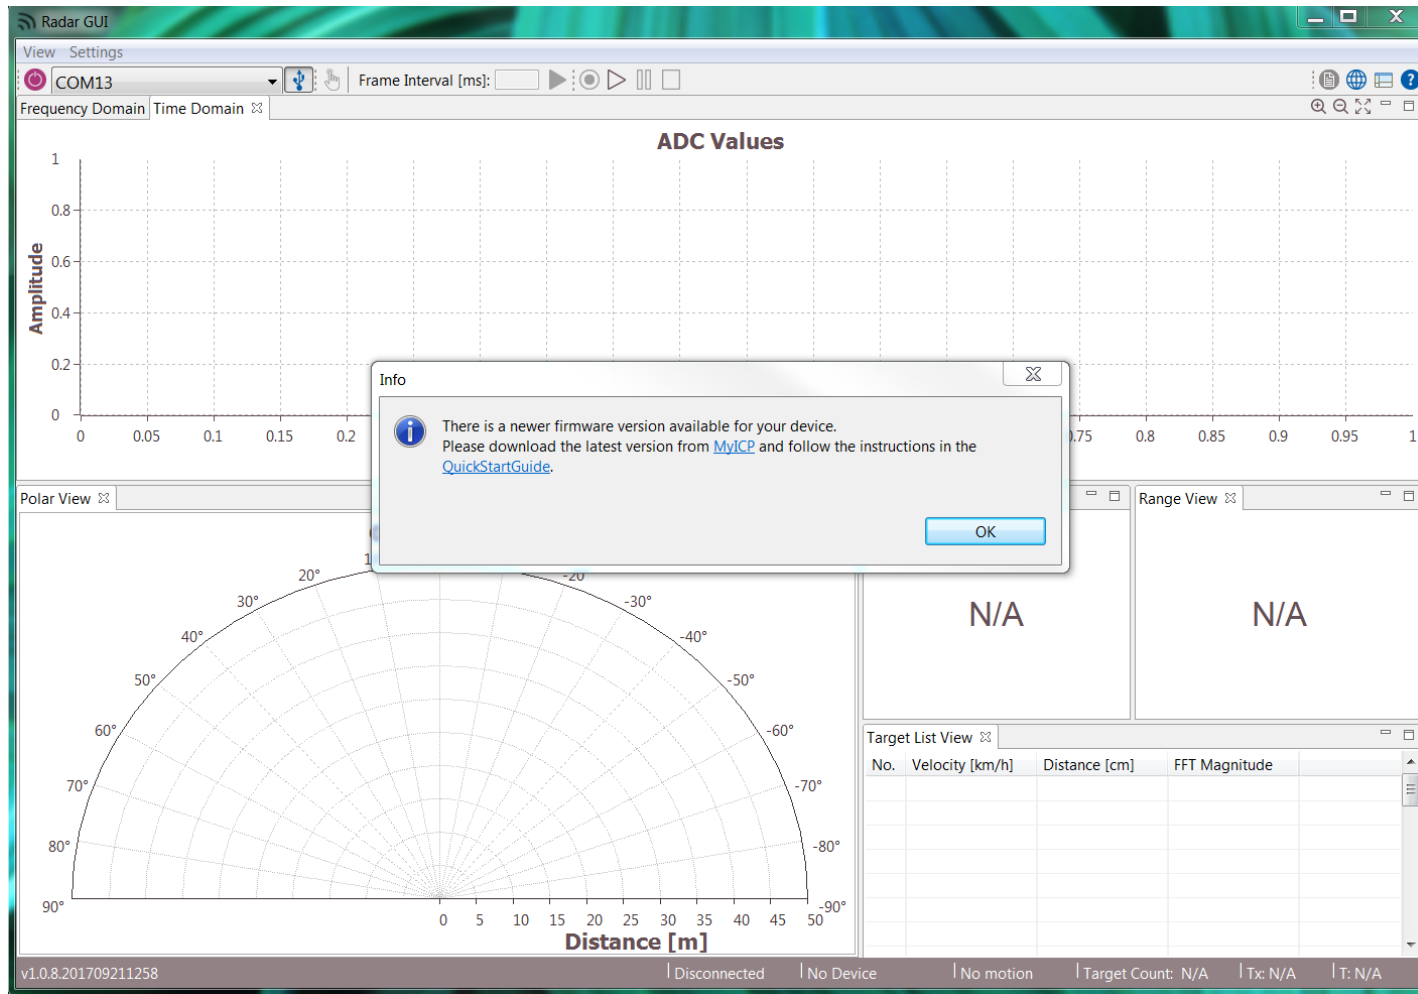 Radar GUI
View Settings
COM13 Frame Interval [ms]:
Frequency Domain Time Domain
ADC Values
Amplitude
1
0.8
0.6
0.4
0.2
0
0 0.05 0.1 0.15 0.2 0.75 0.8 0.85 0.9 0.95 1
Info
There is a newer firmware version available for your device.
Please download the latest version from MyICP and follow the instructions in the
QuickStartGuide.
OK
Polar View
20° -20
30° -30°
40° -40°
50° -50°
60° -60°
70° -70°
80° -80°
90° -90°
0 5 10 15 20 25 30 35 40 45 50
Distance [m]
N/A
Range View
N/A
Target List View
No. Velocity [km/h] Distance [cm] FFT Magnitude
v1.0.8.201709211258 Disconnected No Device No motion Target Count: N/A Tx: N/A T: N/A